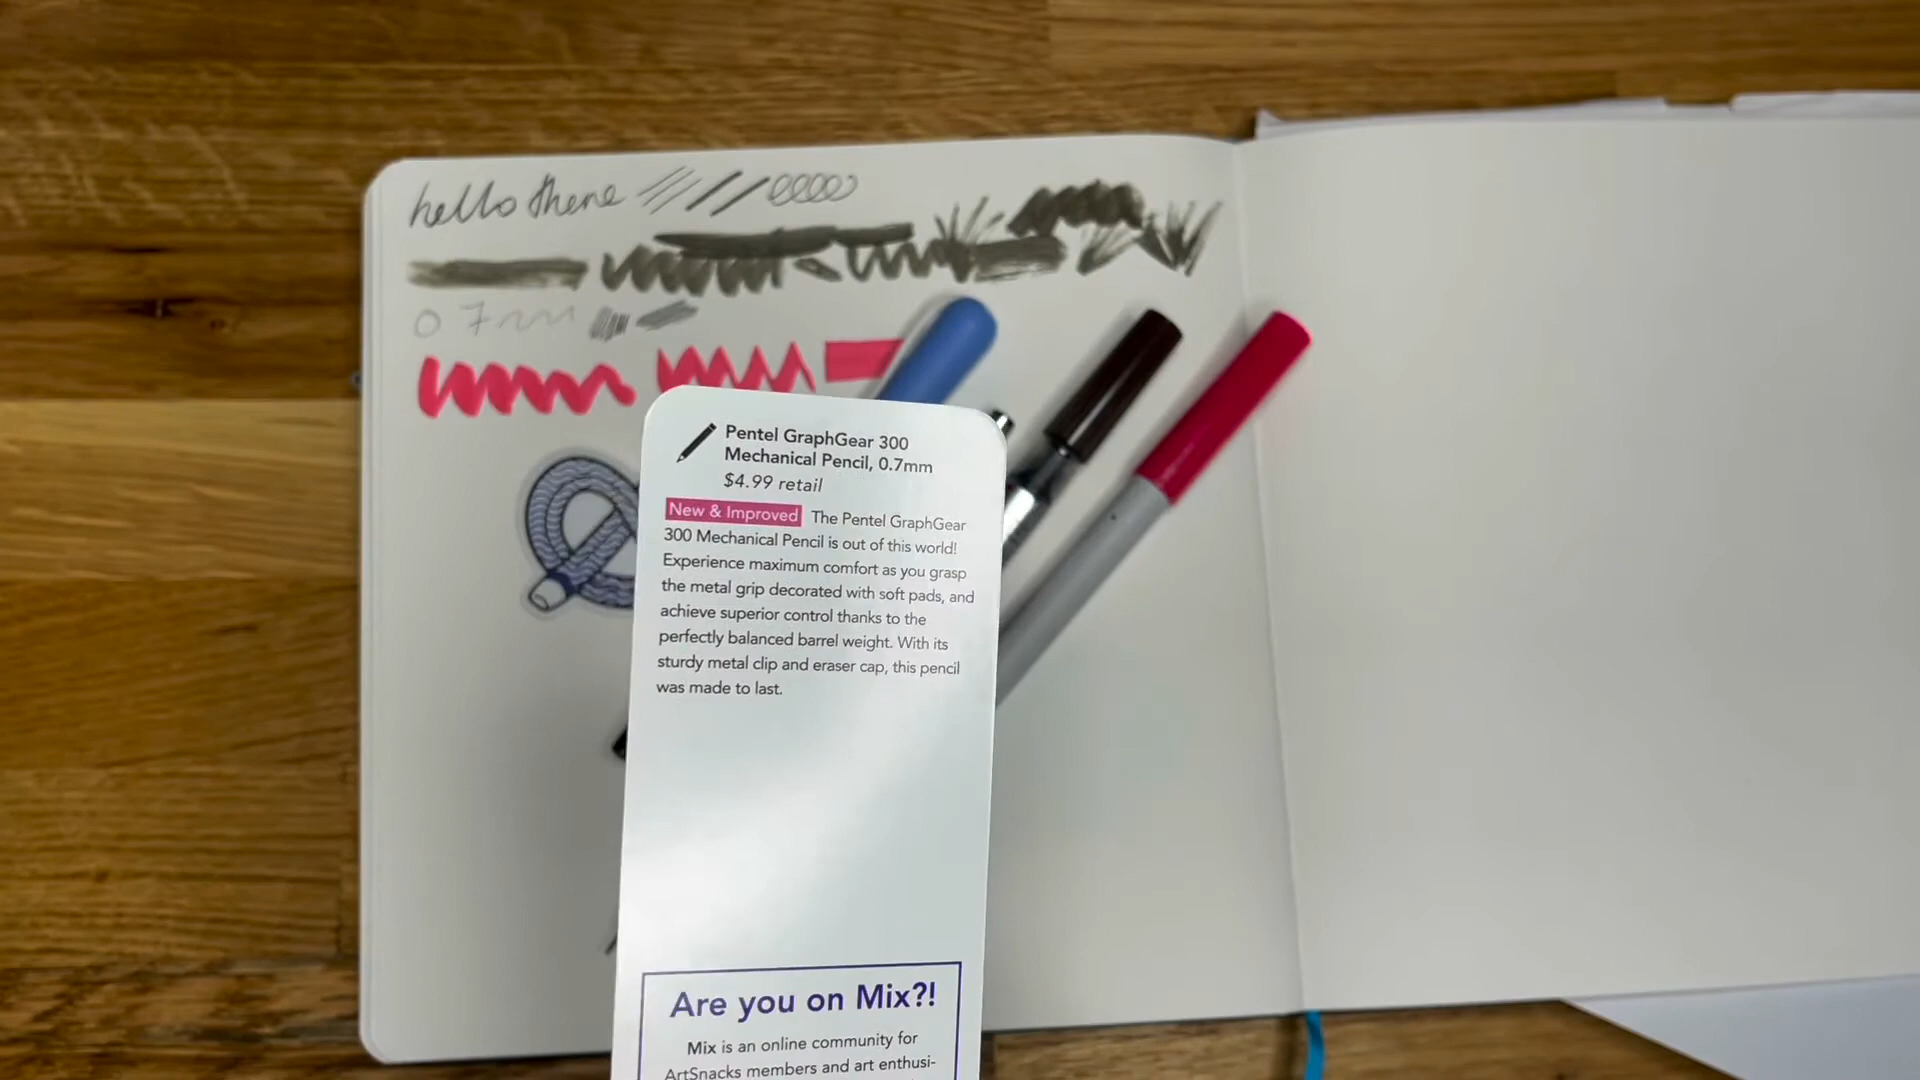 hello there
0 7mm
Pentel GraphGear 300
Mechanical Pencil, 0.7mm
$4.99 retail
New & Improved The Pentel GraphGear
300 Mechanical Pencil is out of this world!
Experience maximum comfort as you grasp
the metal grip decorated with soft pads, and
achieve superior control thanks to the
perfectly balanced barrel weight. With its
sturdy metal clip and eraser cap, this pencil
was made to last.
Are you on Mix?!
Mix is an online community for
ArtSnacks members and art enthusi-